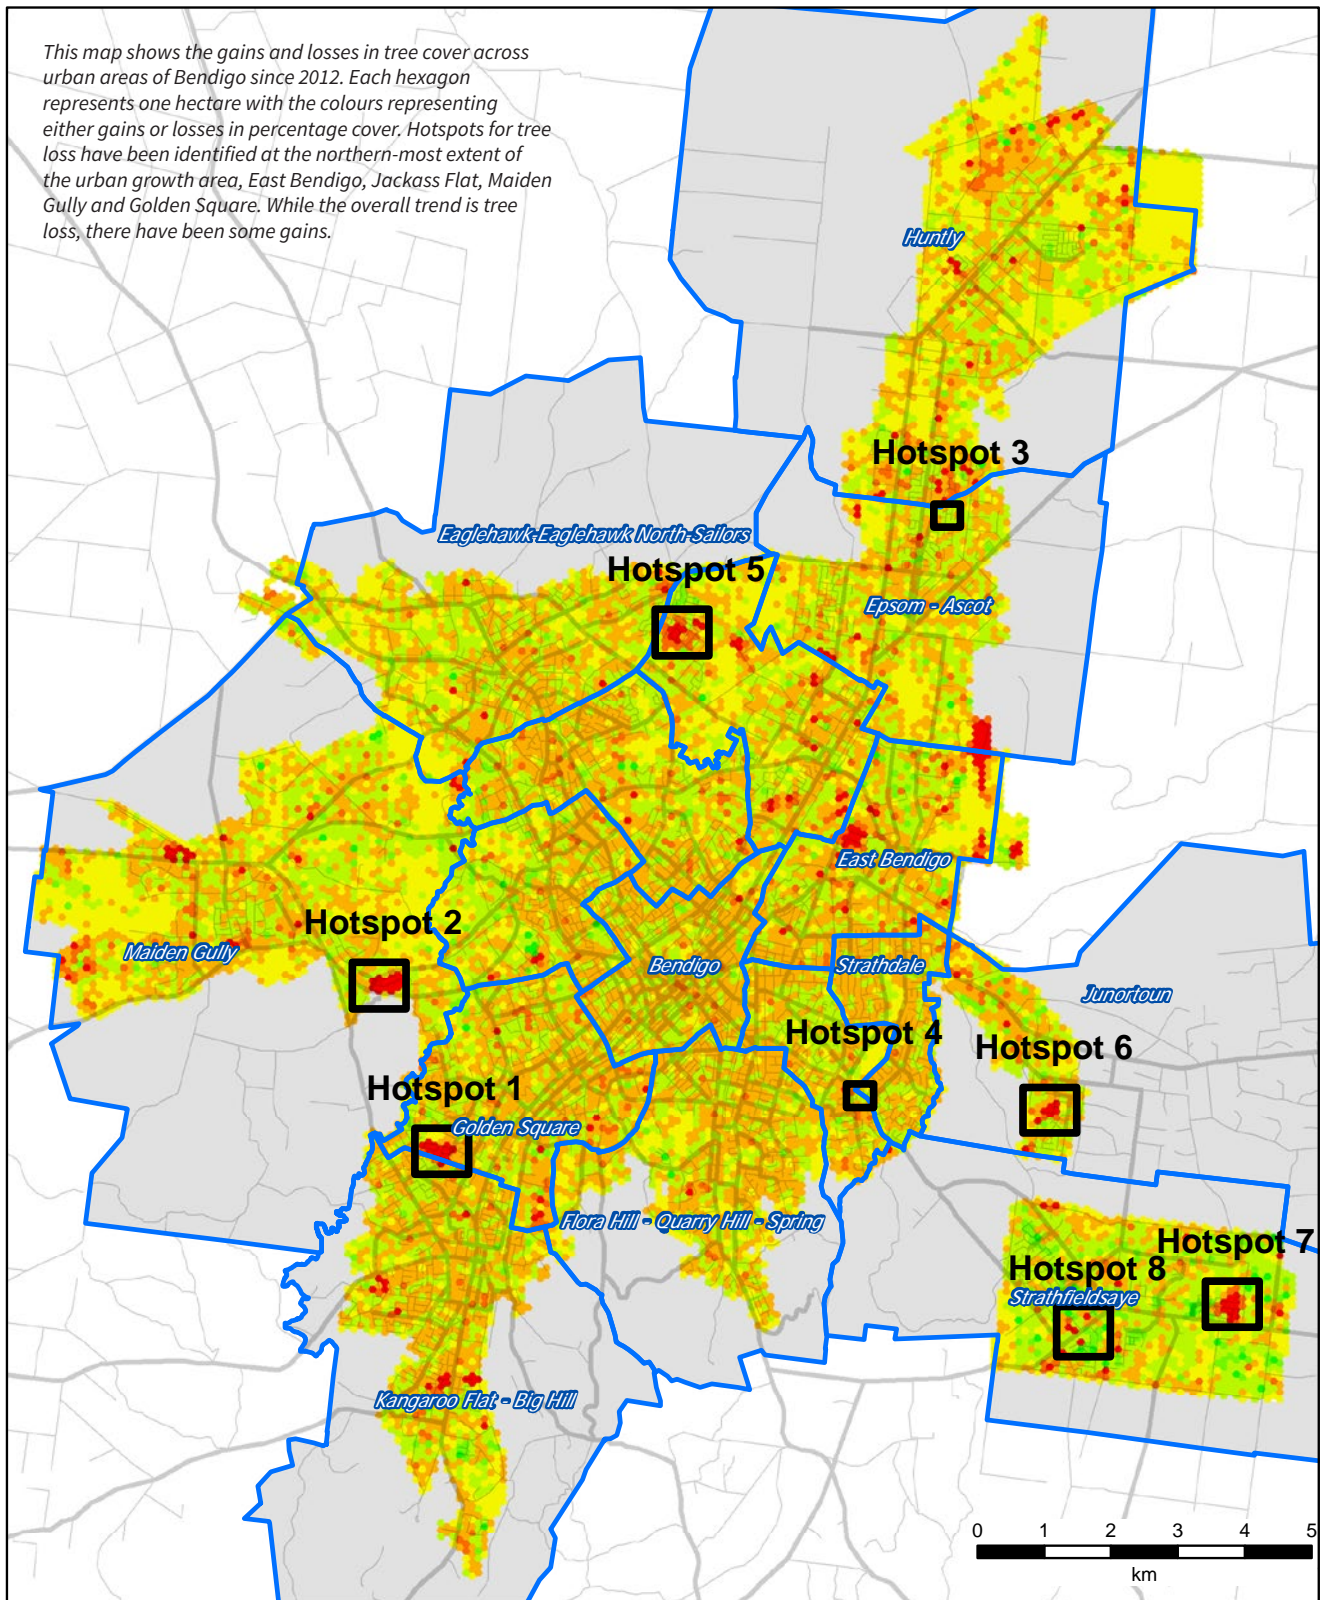 This map shows the gains and losses in tree cover across
urban areas of Bendigo since 2012. Each hexagon
represents one hectare with the colours representing
either gains or losses in percentage cover. Hotspots for tree
loss have been identified at the northern-most extent of
the urban growth area, East Bendigo, Jackass Flat, Maiden
Gully and Golden Square. While the overall trend is tree
loss, there have been some gains.
Huntly
Hotspot 3
Eaglehawk-Eaglehawk North-Sailors
Hotspot 5
Epsom - Ascot
East Bendigo
Hotspot 2
Maiden Gully
Bendigo
Strathdale
Junortoun
Hotspot 4
Hotspot 6
Hotspot 1
Golden Square
Flora Hill - Quarry Hill - Spring
Hotspot 7
Hotspot 8
Strathfieldsaye
Kangaroo Flat - Big Hill
0 1 2 3 4 5
km